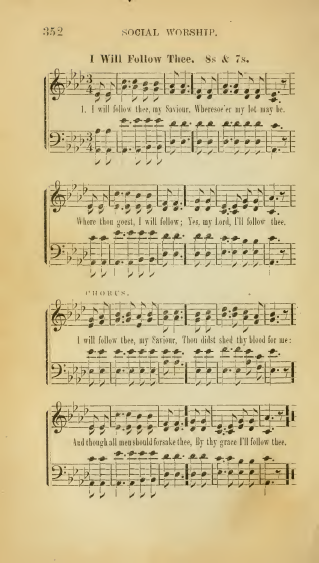 352 SOCIAL WORSHIP.
I Will Follow Thee. 8s & 7s.
1. I will follow thee, my Saviour, Wheresoe'er my lot may be.
Where thou goest, I will follow; Yes, my Lord, I'll follow thee.
CHORUS.
I will follow thee, my Saviour, Thou didst shed thy blood for me:
And though all men should forsake thee, By thy grace I'll follow thee.